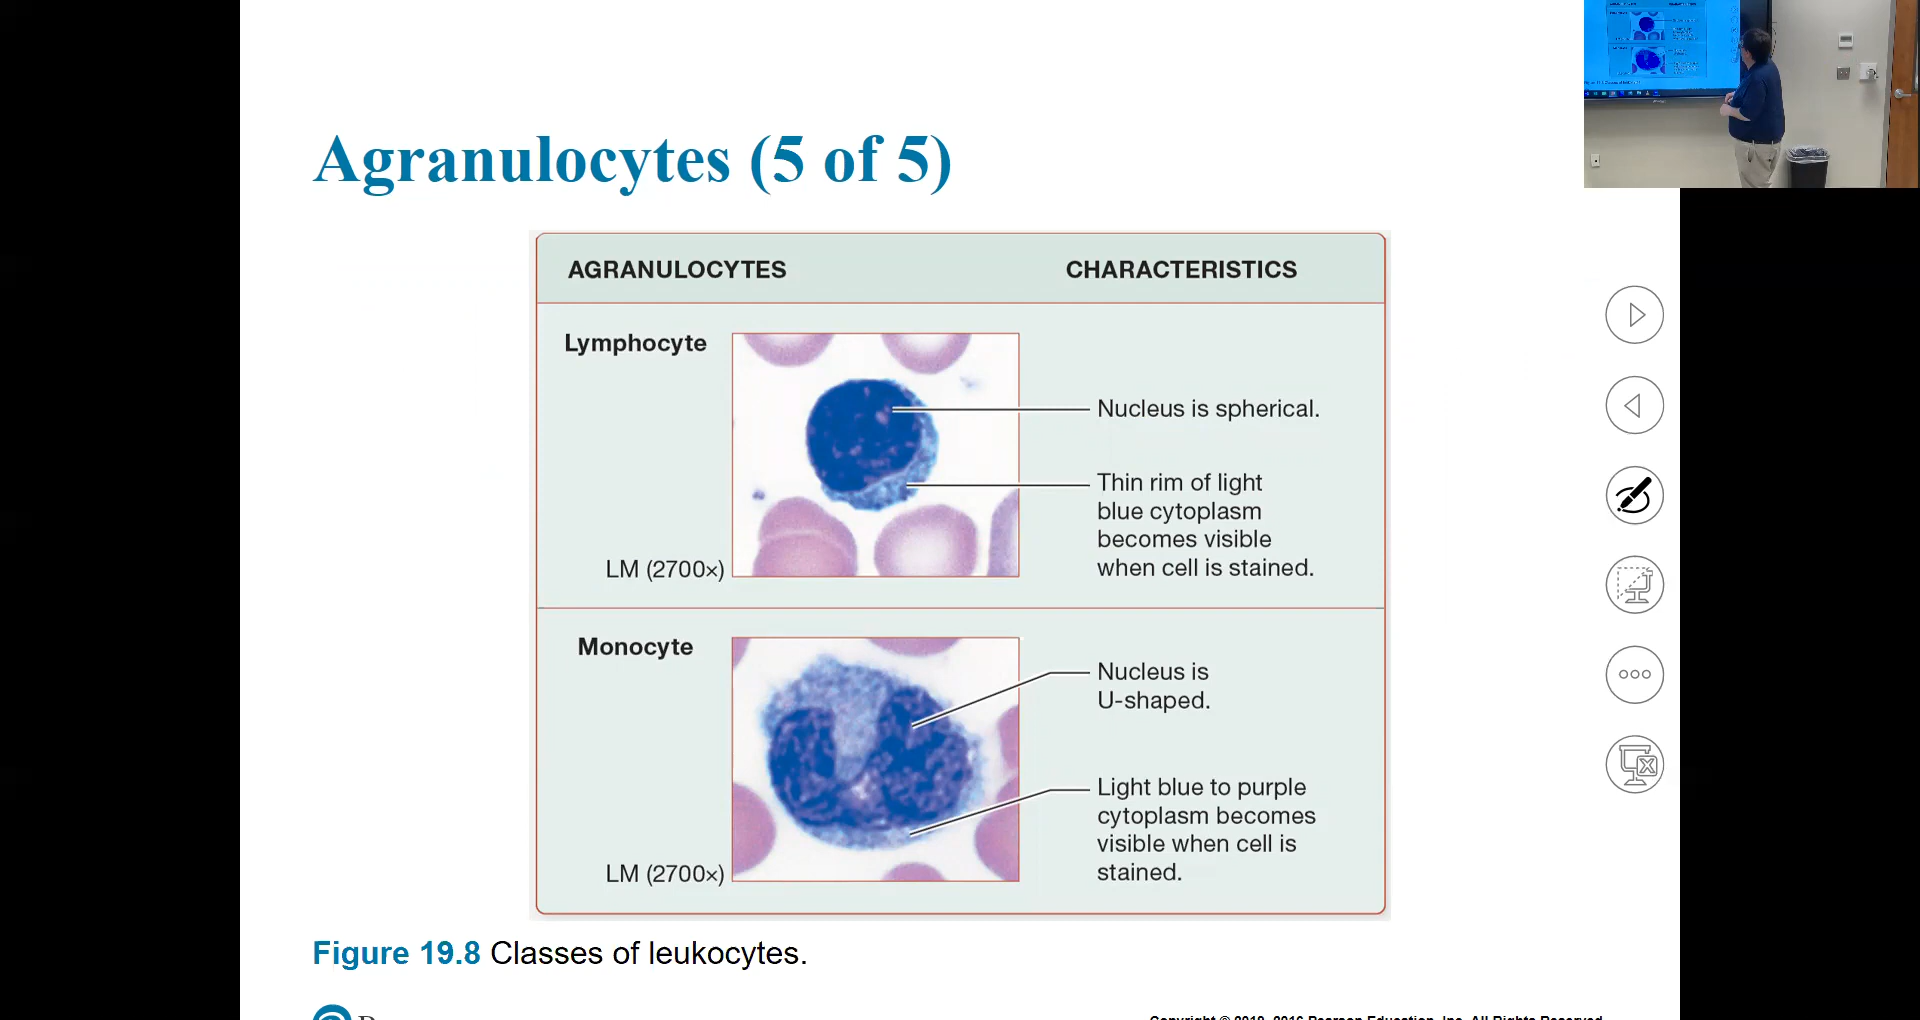 Agranulocytes (5 of 5)
AGRANULOCYTES
CHARACTERISTICS
Lymphocyte
Nucleus is spherical.
Thin rim of light
blue cytoplasm
becomes visible
when cell is stained.
LM (2700×)
Monocyte
Nucleus is
U-shaped.
Light blue to purple
cytoplasm becomes
visible when cell is
stained.
LM (2700×)
Figure 19.8 Classes of leukocytes.